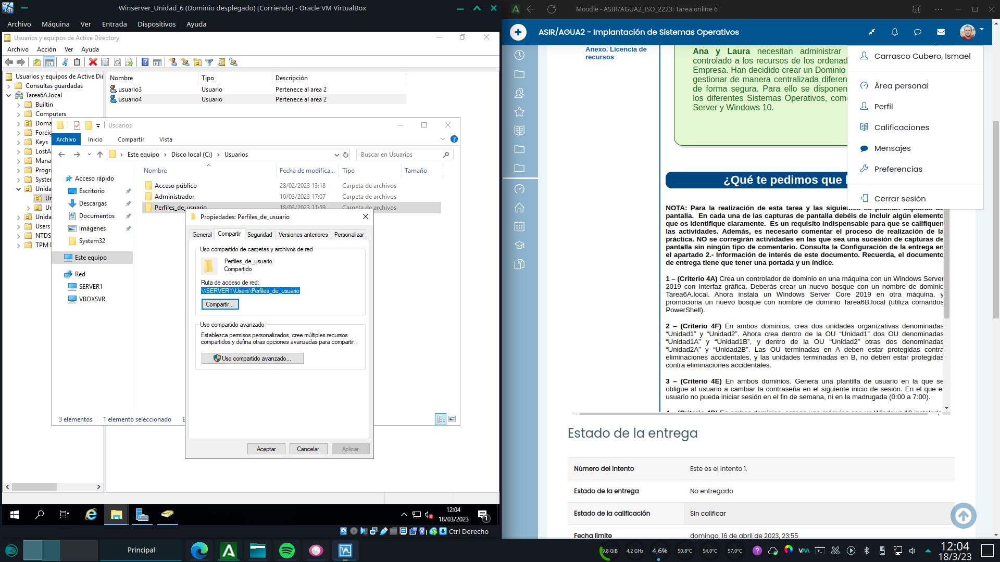 Winserver_Unidad_6 (Dominio desplegado) [Corriendo] - Oracle VM VirtualBox
Archivo Máquina Ver Entrada Dispositivos Ayuda
Usuarios y equipos de Active Directory
Archivo Acción Ver Ayuda
Usuarios y equipos de Active Dir
Consultas guardadas
Tarea6A.local
Builtin
Computers
Doma
Foreig
Keys
LostA
Mana
Progr
Syster
Unida
Ur
Ur
Unida
Users
NTDS
TPM D
Nombre Tipo Descripción
usuario3 Usuario Pertenece al area 2
usuario4 Usuario Pertenece al area 2
Usuarios
Archivo Inicio Compartir Vista
Este equipo Disco local (C:) Usuarios
Buscar en Usuarios
Acceso rápido
Escritorio
Descargas
Documentos
Imágenes
System32
Este equipo
Red
SERVER1
VBOXSVR
Nombre Fecha de modifica... Tipo Tamaño
Acceso público 28/02/2023 13:18 Carpeta de archivos
Administrador 10/03/2023 17:07 Carpeta de archivos
Perfiles_de_usuario 18/03/2023 11:59 Carpeta de archivos
3 elementos 1 elemento seleccionado E
Propiedades: Perfiles_de_usuario
General Compartir Seguridad Versiones anteriores Personalizar
Uso compartido de carpetas y archivos de red
Perfiles_de_usuario
Compartido
Ruta de acceso de red:
\\SERVER1\Users\Perfiles_de_usuario
Compartir...
Uso compartido avanzado
Establezca permisos personalizados, cree múltiples recursos
compartidos y defina otras opciones avanzadas para compartir.
Uso compartido avanzado...
Aceptar Cancelar Aplicar
12:04
18/03/2023
1
Ctrl Derecho
Moodle - ASIR/AGUA2_ISO_2223: Tarea online 6
ASIR/AGUA2 - Implantación de Sistemas Operativos
Anexo. Licencia de
recursos
Ana y Laura necesitan administrar
controlado a los recursos de los ordenad
Empresa. Han decidido crear un Dominio
gestionar de manera centralizada diferen
de forma segura. Para ello se disponen
los diferentes Sistemas Operativos, com
Server y Windows 10.
Carrasco Cubero, Ismael
Área personal
Perfil
Calificaciones
Mensajes
Preferencias
Cerrar sesión
¿Qué te pedimos que
NOTA: Para la realización de esta tarea y las siguientes se pedirán capturas de
pantalla. En cada una de las capturas de pantalla debéis de incluir algún elemento
que os identifique claramente. Es un requisito indispensable para que se califiquen
las actividades. Además, es necesario comentar el proceso de realización de la
práctica. NO se corregirán actividades en las que sea una sucesión de capturas de
pantalla sin ningún tipo de comentario. Consulta la Configuración de la entrega en
el apartado 2.- Información de interés de este documento. Recuerda, el documento
de entrega tiene que tener una portada y un índice.
1 – (Criterio 4A) Crea un controlador de dominio en una máquina con un Windows Server
2019 con Interfaz gráfica. Deberás crear un nuevo bosque con un nombre de dominio
Tarea6A.local. Ahora instala un Windows Server Core 2019 en otra máquina, y
promociona un nuevo bosque con nombre de dominio Tarea6B.local (utiliza comandos
PowerShell).
2 – (Criterio 4F) En ambos dominios, crea dos unidades organizativas denominadas
“Unidad1” y “Unidad2”. Ahora crea dentro de la OU “Unidad1” dos OU denominadas
“Unidad1A” y “Unidad1B”, y dentro de la OU “Unidad2” otras dos denominadas
“Unidad2A” y “Unidad2B”. Las OU terminadas en A deben estar protegidas contra
eliminaciones accidentales, y las unidades terminadas en B, no deben estar protegidas
contra eliminaciones accidentales.
3 – (Criterio 4E) En ambos dominios. Genera una plantilla de usuario en la que se
obligue al usuario a cambiar la contraseña en el siguiente inicio de sesión. En el que e
usuario no pueda iniciar sesión en el fin de semana, ni en la madrugada (0:00 a 7:00).
Estado de la entrega
Número del Intento Este es el intento 1.
Estado de la entrega No entregado
Estado de la calificación Sin calificar
Fecha límite domingo, 16 de abril de 2023, 23:55
Principal
9,8 GiB 4,2 GHz 4,6% 50,8°C 54,0°C 57,0°C
12:04
18/3/23